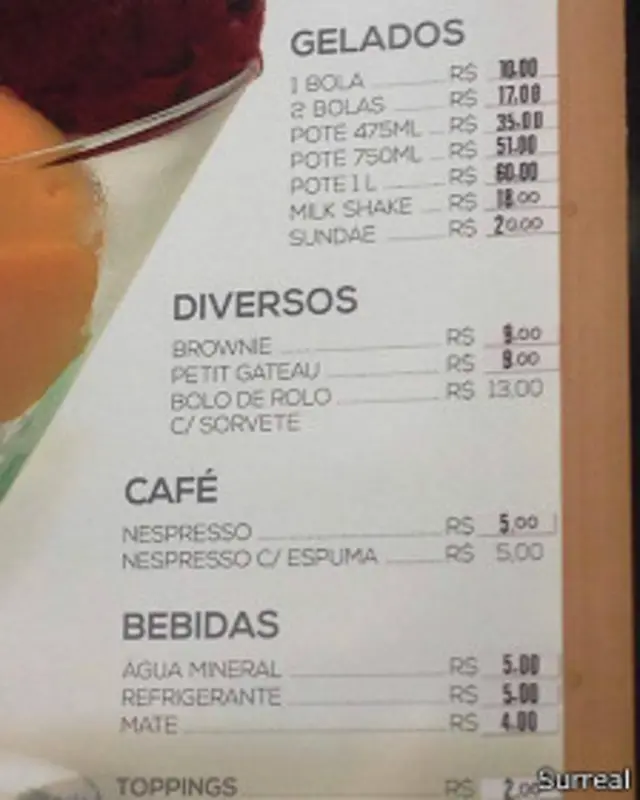 GELADOS
1 BOLA R$ 10.00
2 BOLAS R$ 17.00
POTE 475ML R$ 35.00
POTE 750ML R$ 51.00
POTE 1 L R$ 60.00
MILK SHAKE R$ 18.00
SUNDAE R$ 20.00
DIVERSOS
BROWNIE R$ 9.00
PETIT GATEAU R$ 9.00
BOLO DE ROLO R$ 13,00
C/ SORVETE
CAFÉ
NESPRESSO R$ 5,00
NESPRESSO C/ ESPUMA R$ 5,00
BEBIDAS
ÁGUA MINERAL R$ 5.00
REFRIGERANTE R$ 5.00
MATE R$ 4.00
TOPPINGS R$ 2,00
Surreal